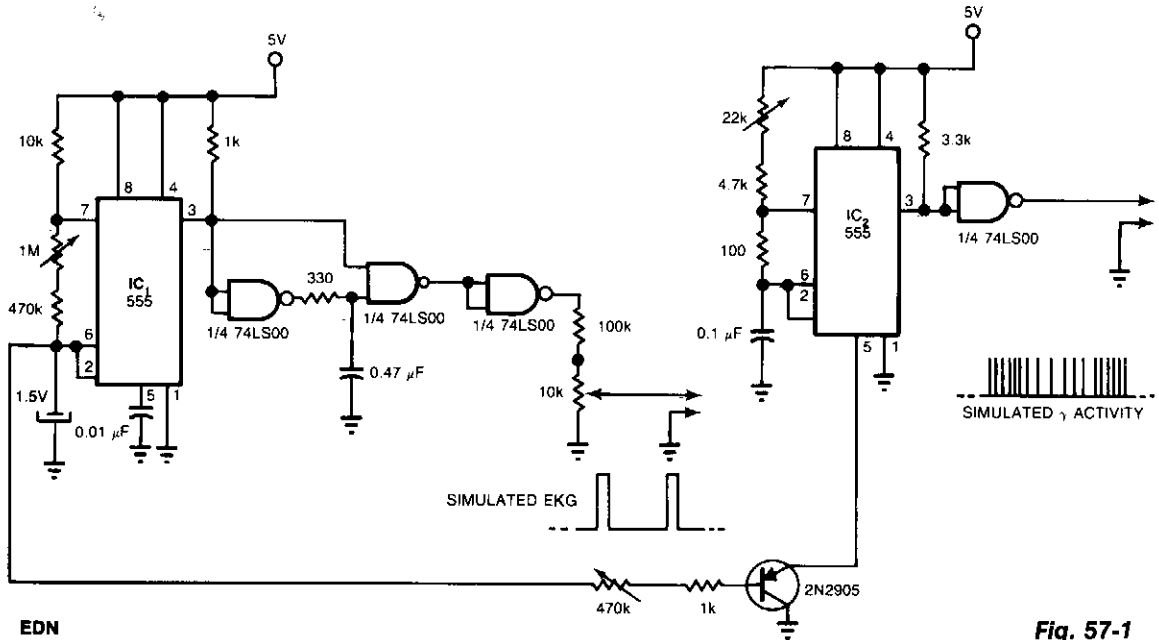 5V
10k
1k
8
4
7
3
1M
IC1
555
330
1/4 74LS00
1/4 74LS00
1/4 74LS00
470k
6
2
5
1
1.5V
0.01 μF
0.47 μF
100k
10k
SIMULATED EKG
5V
22k
8
4
3.3k
4.7k
7
IC2
555
3
1/4 74LS00
100
6
2
0.1 μF
5
1
SIMULATED γ ACTIVITY
470k
1k
2N2905
EDN
Fig. 57-1